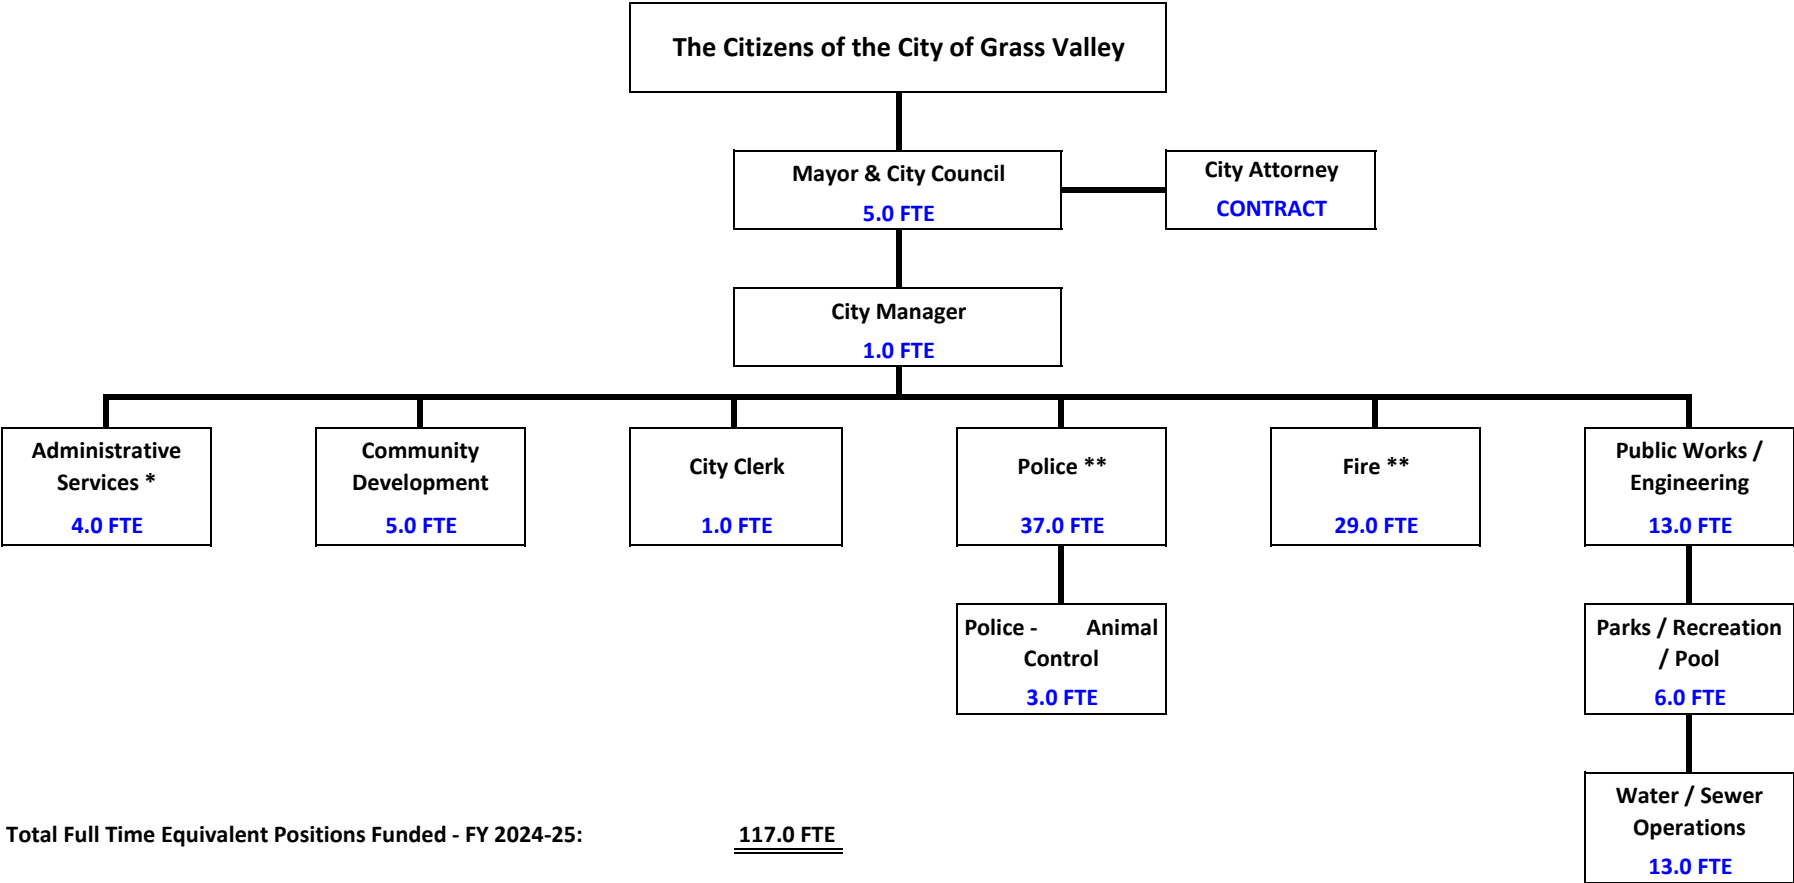 The Citizens of the City of Grass Valley
Mayor & City Council
5.0 FTE
City Attorney
CONTRACT
City Manager
1.0 FTE
Administrative
Services *
4.0 FTE
Community
Development
5.0 FTE
City Clerk
1.0 FTE
Police **
37.0 FTE
Fire **
29.0 FTE
Public Works /
Engineering
13.0 FTE
Police - Animal
Control
3.0 FTE
Parks / Recreation
/ Pool
6.0 FTE
Water / Sewer
Operations
13.0 FTE
Total Full Time Equivalent Positions Funded - FY 2024-25: 117.0 FTE